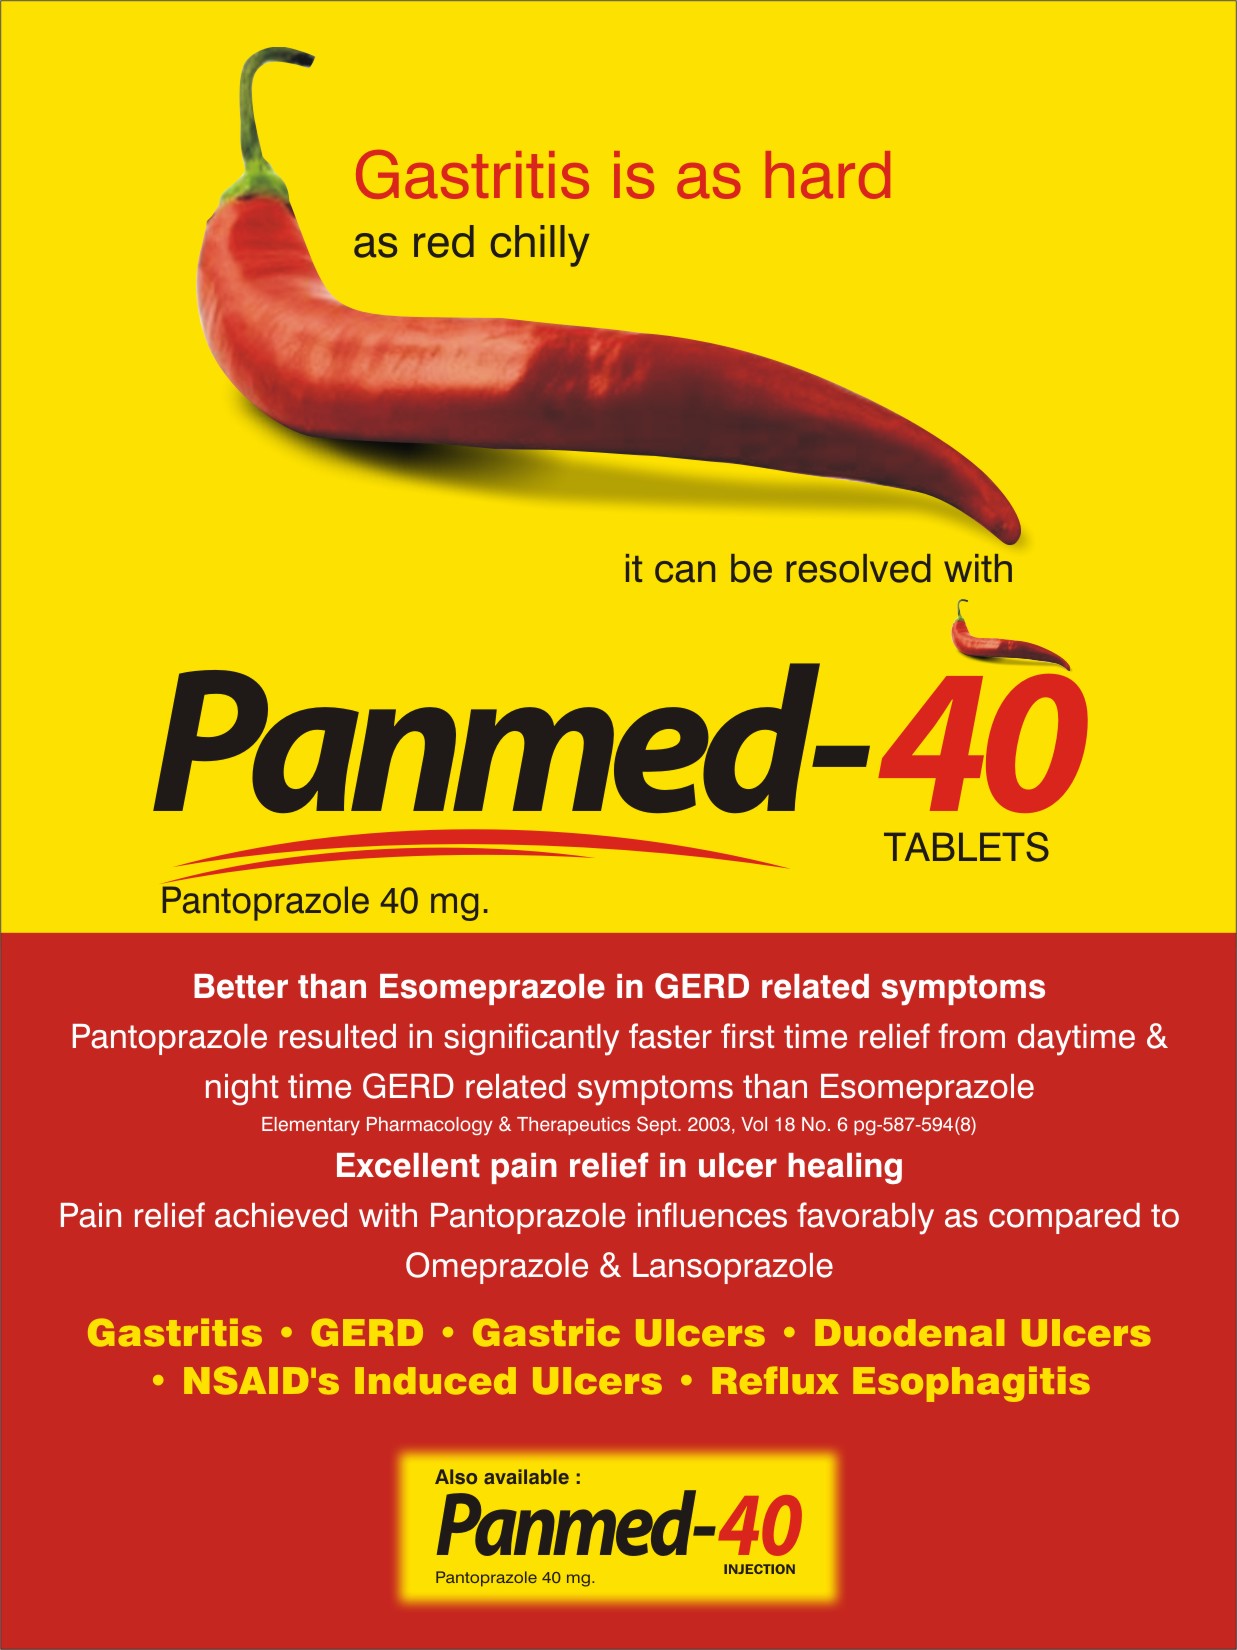 Gastritis is as hard
as red chilly
it can be resolved with
Panmed-40
TABLETS
Pantoprazole 40 mg.
Better than Esomeprazole in GERD related symptoms
Pantoprazole resulted in significantly faster first time relief from daytime &
night time GERD related symptoms than Esomeprazole
Elementary Pharmacology & Therapeutics Sept. 2003, Vol 18 No. 6 pg-587-594(8)
Excellent pain relief in ulcer healing
Pain relief achieved with Pantoprazole influences favorably as compared to
Omeprazole & Lansoprazole
Gastritis • GERD • Gastric Ulcers • Duodenal Ulcers
• NSAID's Induced Ulcers • Reflux Esophagitis
Also available :
Panmed-40
INJECTION
Pantoprazole 40 mg.